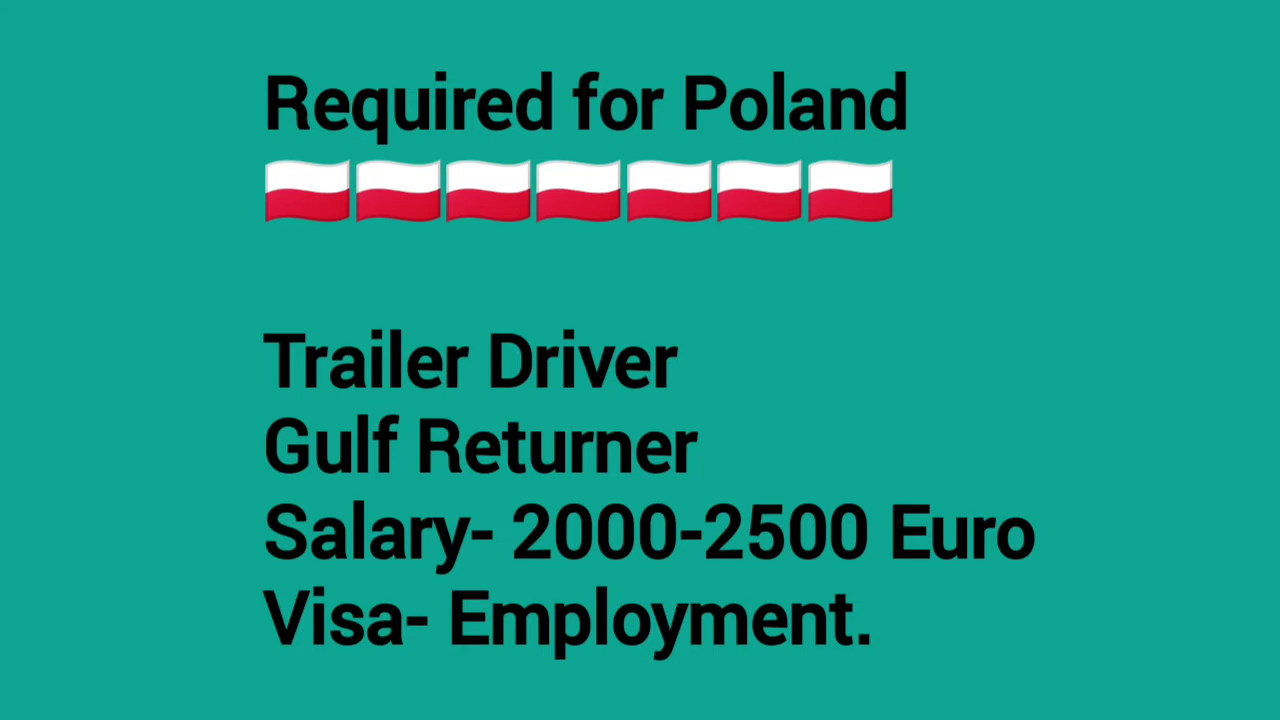 Required for Poland
🇵🇱🇵🇱🇵🇱🇵🇱🇵🇱🇵🇱🇵🇱
Trailer Driver
Gulf Returner
Salary- 2000-2500 Euro
Visa- Employment.